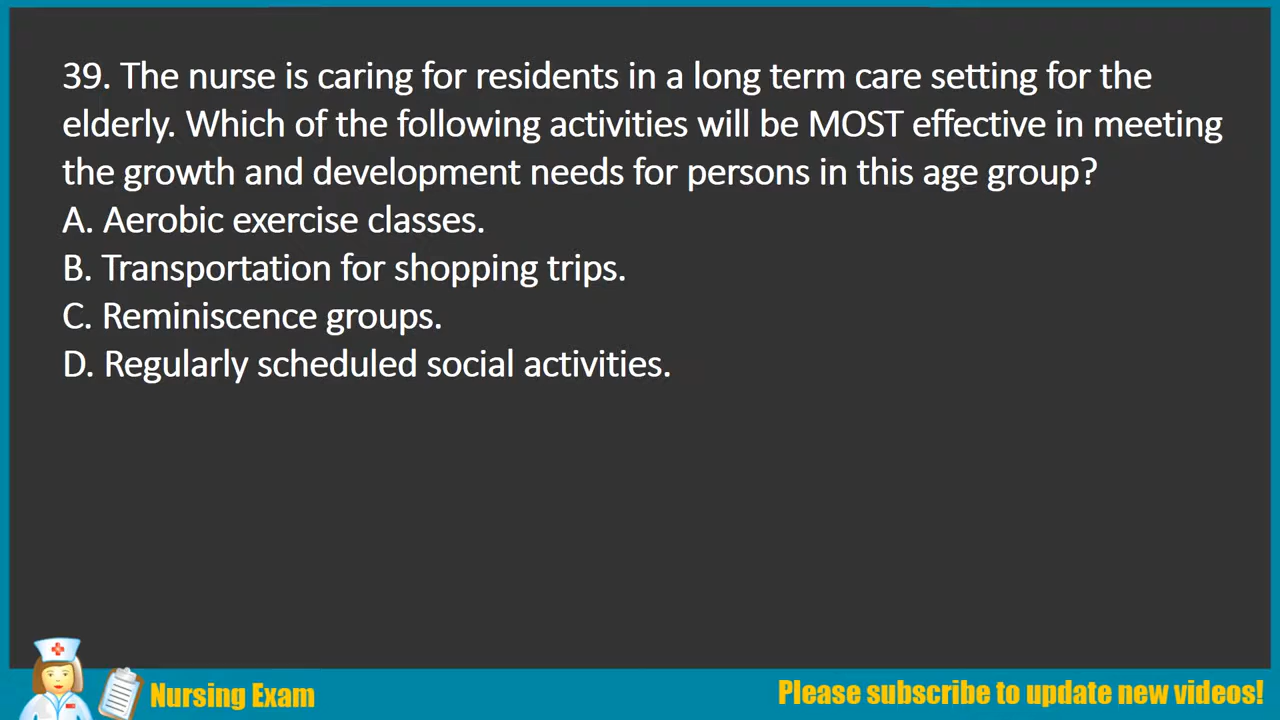 39. The nurse is caring for residents in a long term care setting for the
elderly. Which of the following activities will be MOST effective in meeting
the growth and development needs for persons in this age group?
A. Aerobic exercise classes.
B. Transportation for shopping trips.
C. Reminiscence groups.
D. Regularly scheduled social activities.
Nursing Exam
Please subscribe to update new videos!